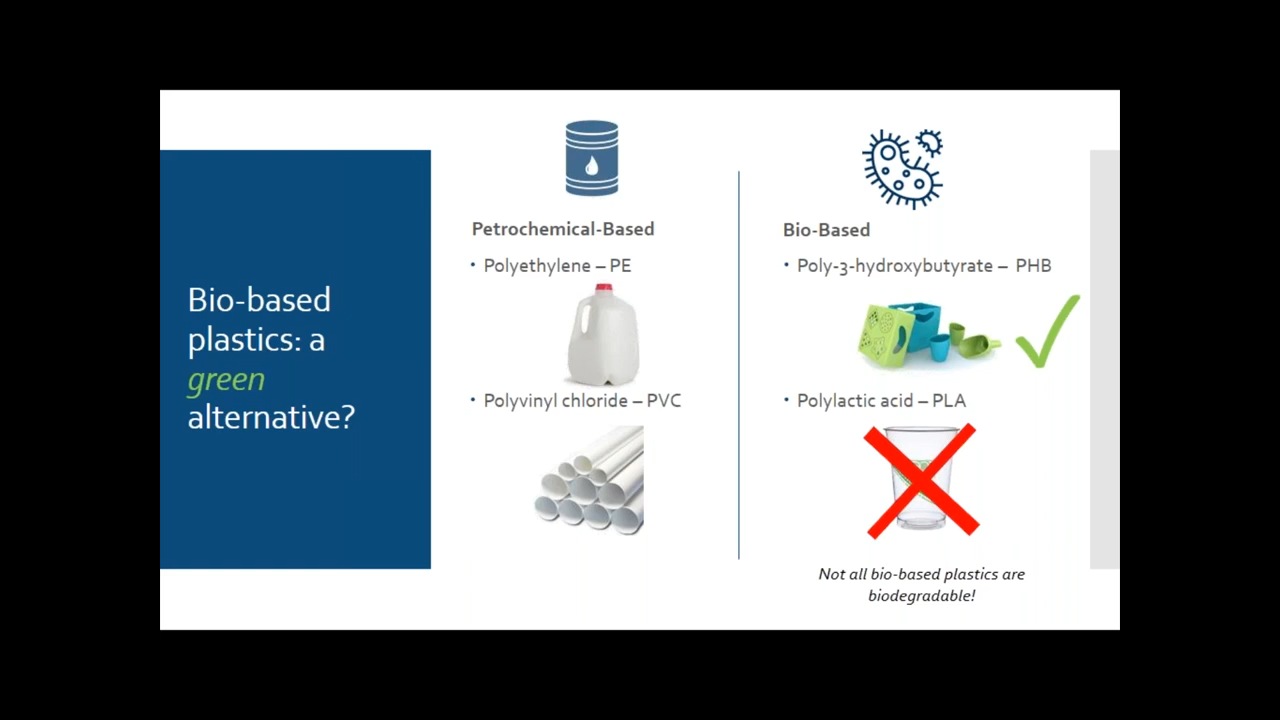 Bio-based
plastics: a
green
alternative?
Petrochemical-Based
• Polyethylene – PE
• Polyvinyl chloride – PVC
Bio-Based
• Poly-3-hydroxybutyrate – PHB
• Polylactic acid – PLA
Not all bio-based plastics are
biodegradable!